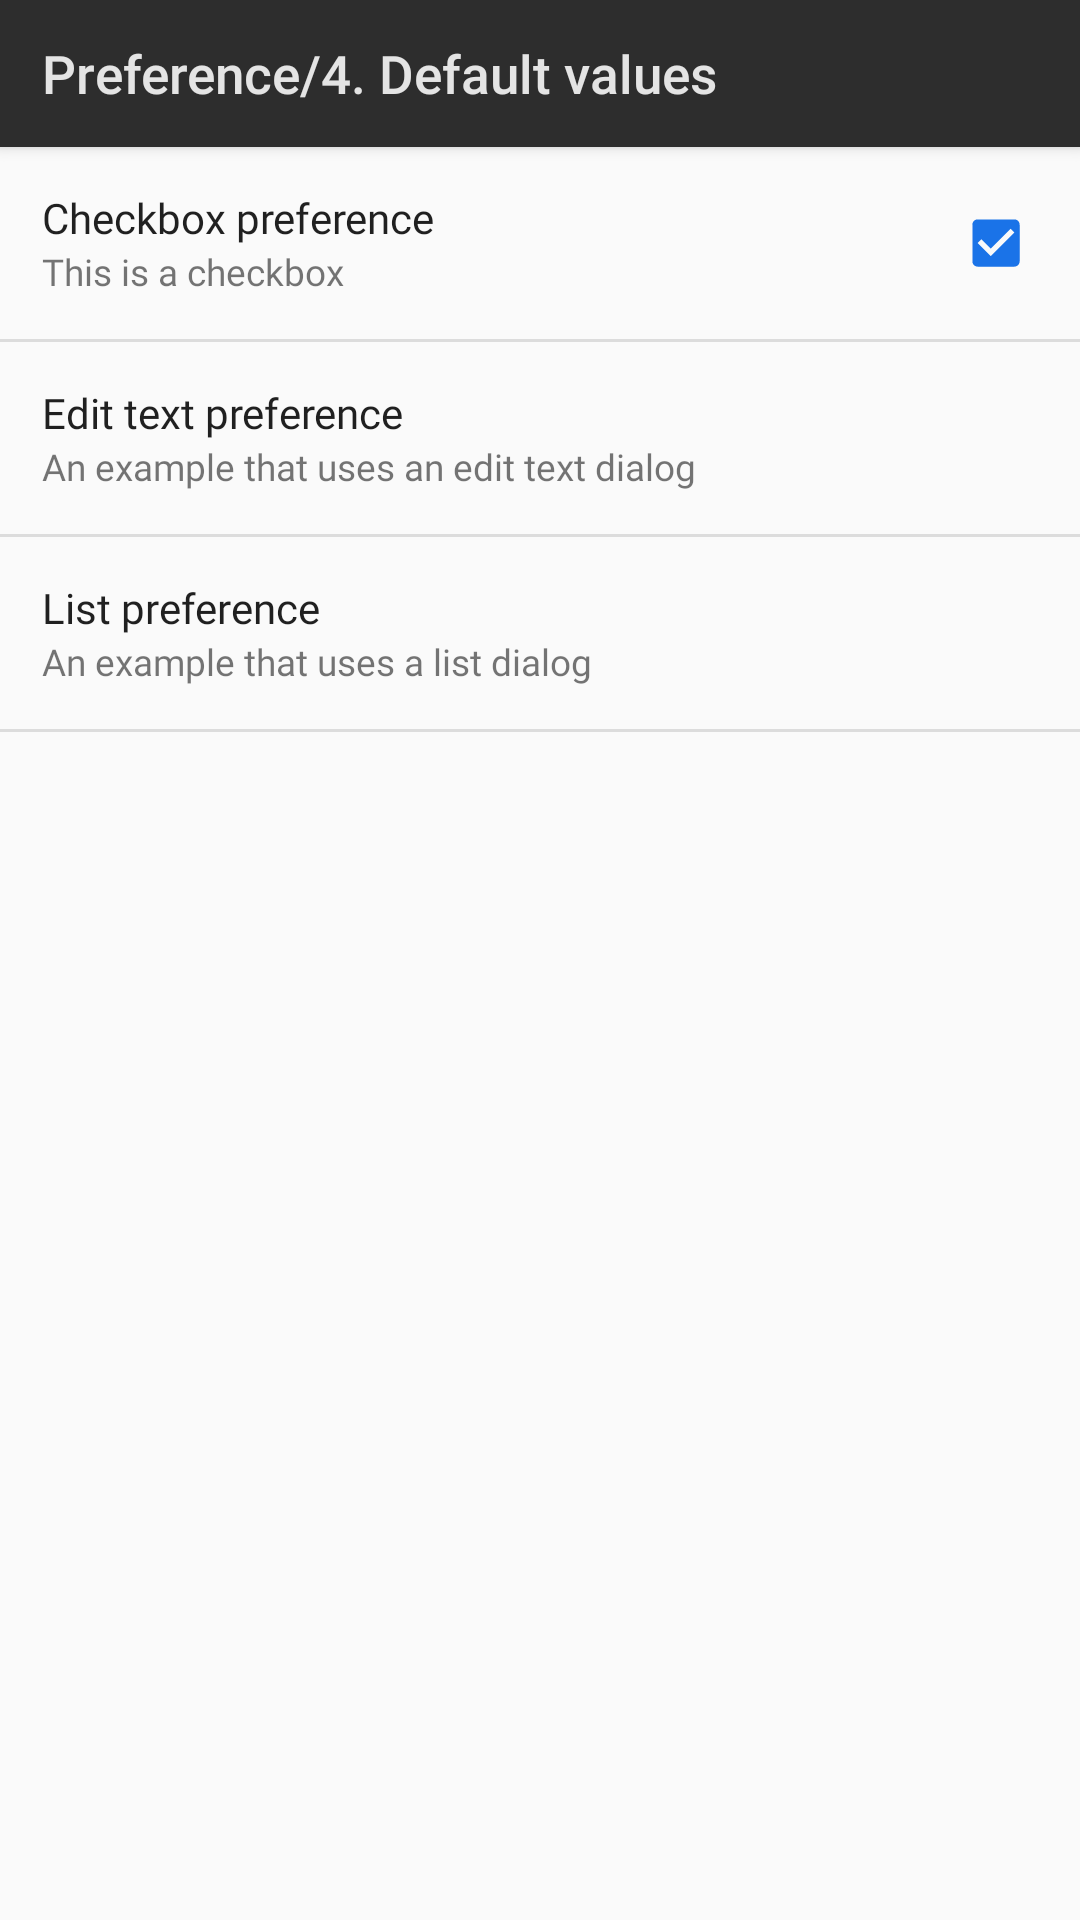 Preference/4. Default values
Checkbox preference
This is a checkbox
Edit text preference
An example that uses an edit text dialog
List preference
An example that uses a list dialog